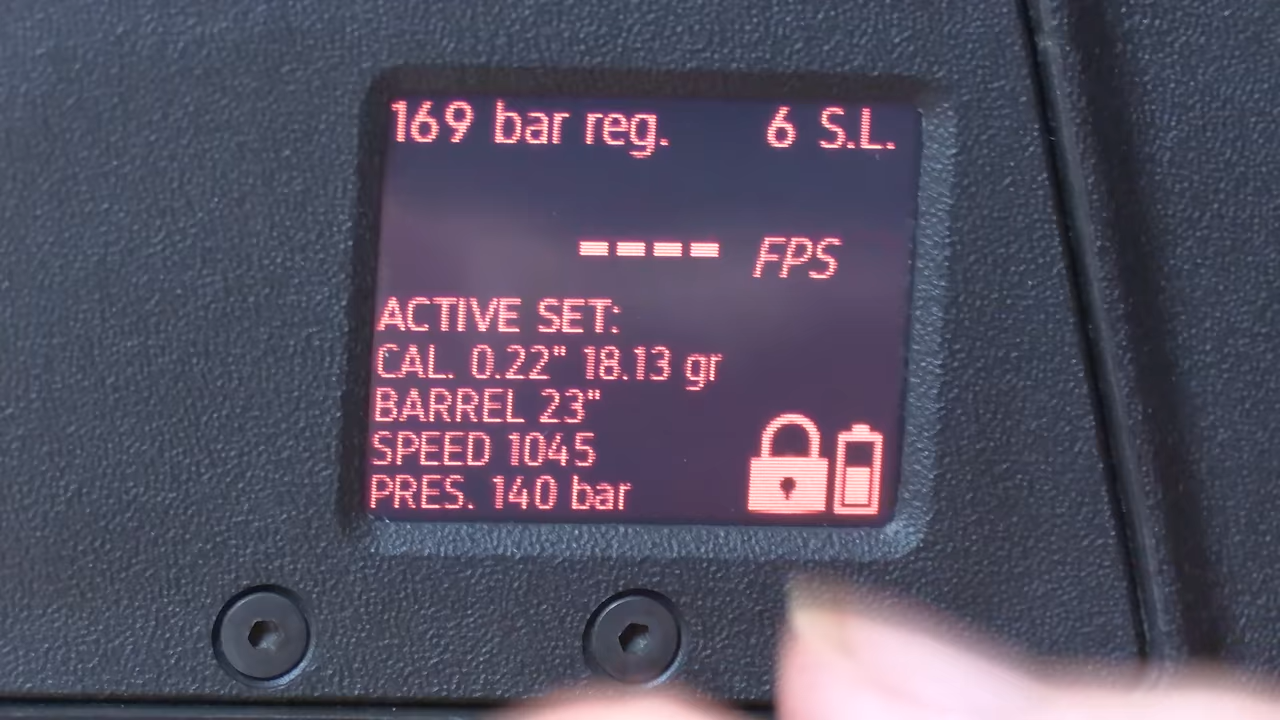 169 bar reg. 6 S.L.
---- FPS
ACTIVE SET:
CAL. 0.22" 18.13 gr
BARREL 23"
SPEED 1045
PRES. 140 bar